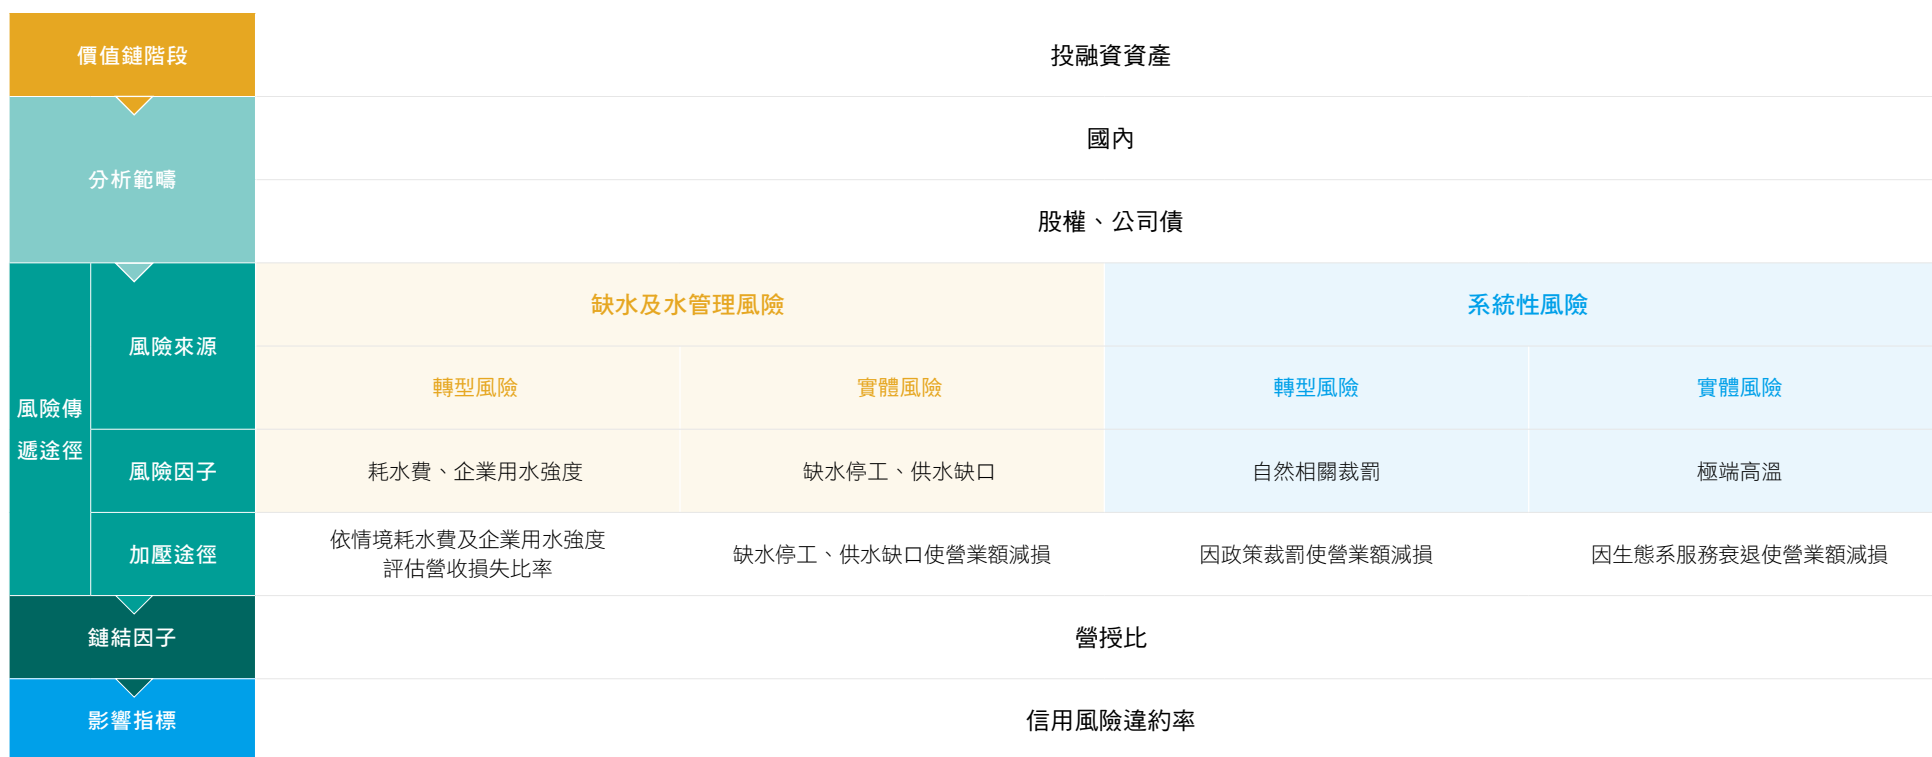 價值鏈階段
投融資資產
分析範疇
國內
股權、公司債
風險傳
遞途徑
風險來源
缺水及水管理風險
系統性風險
轉型風險
實體風險
轉型風險
實體風險
風險因子
耗水費、企業用水強度
缺水停工、供水缺口
自然相關裁罰
極端高溫
加壓途徑
依情境耗水費及企業用水強度
評估營收損失比率
缺水停工、供水缺口使營業額減損
因政策裁罰使營業額減損
因生態系服務衰退使營業額減損
鏈結因子
營授比
影響指標
信用風險違約率